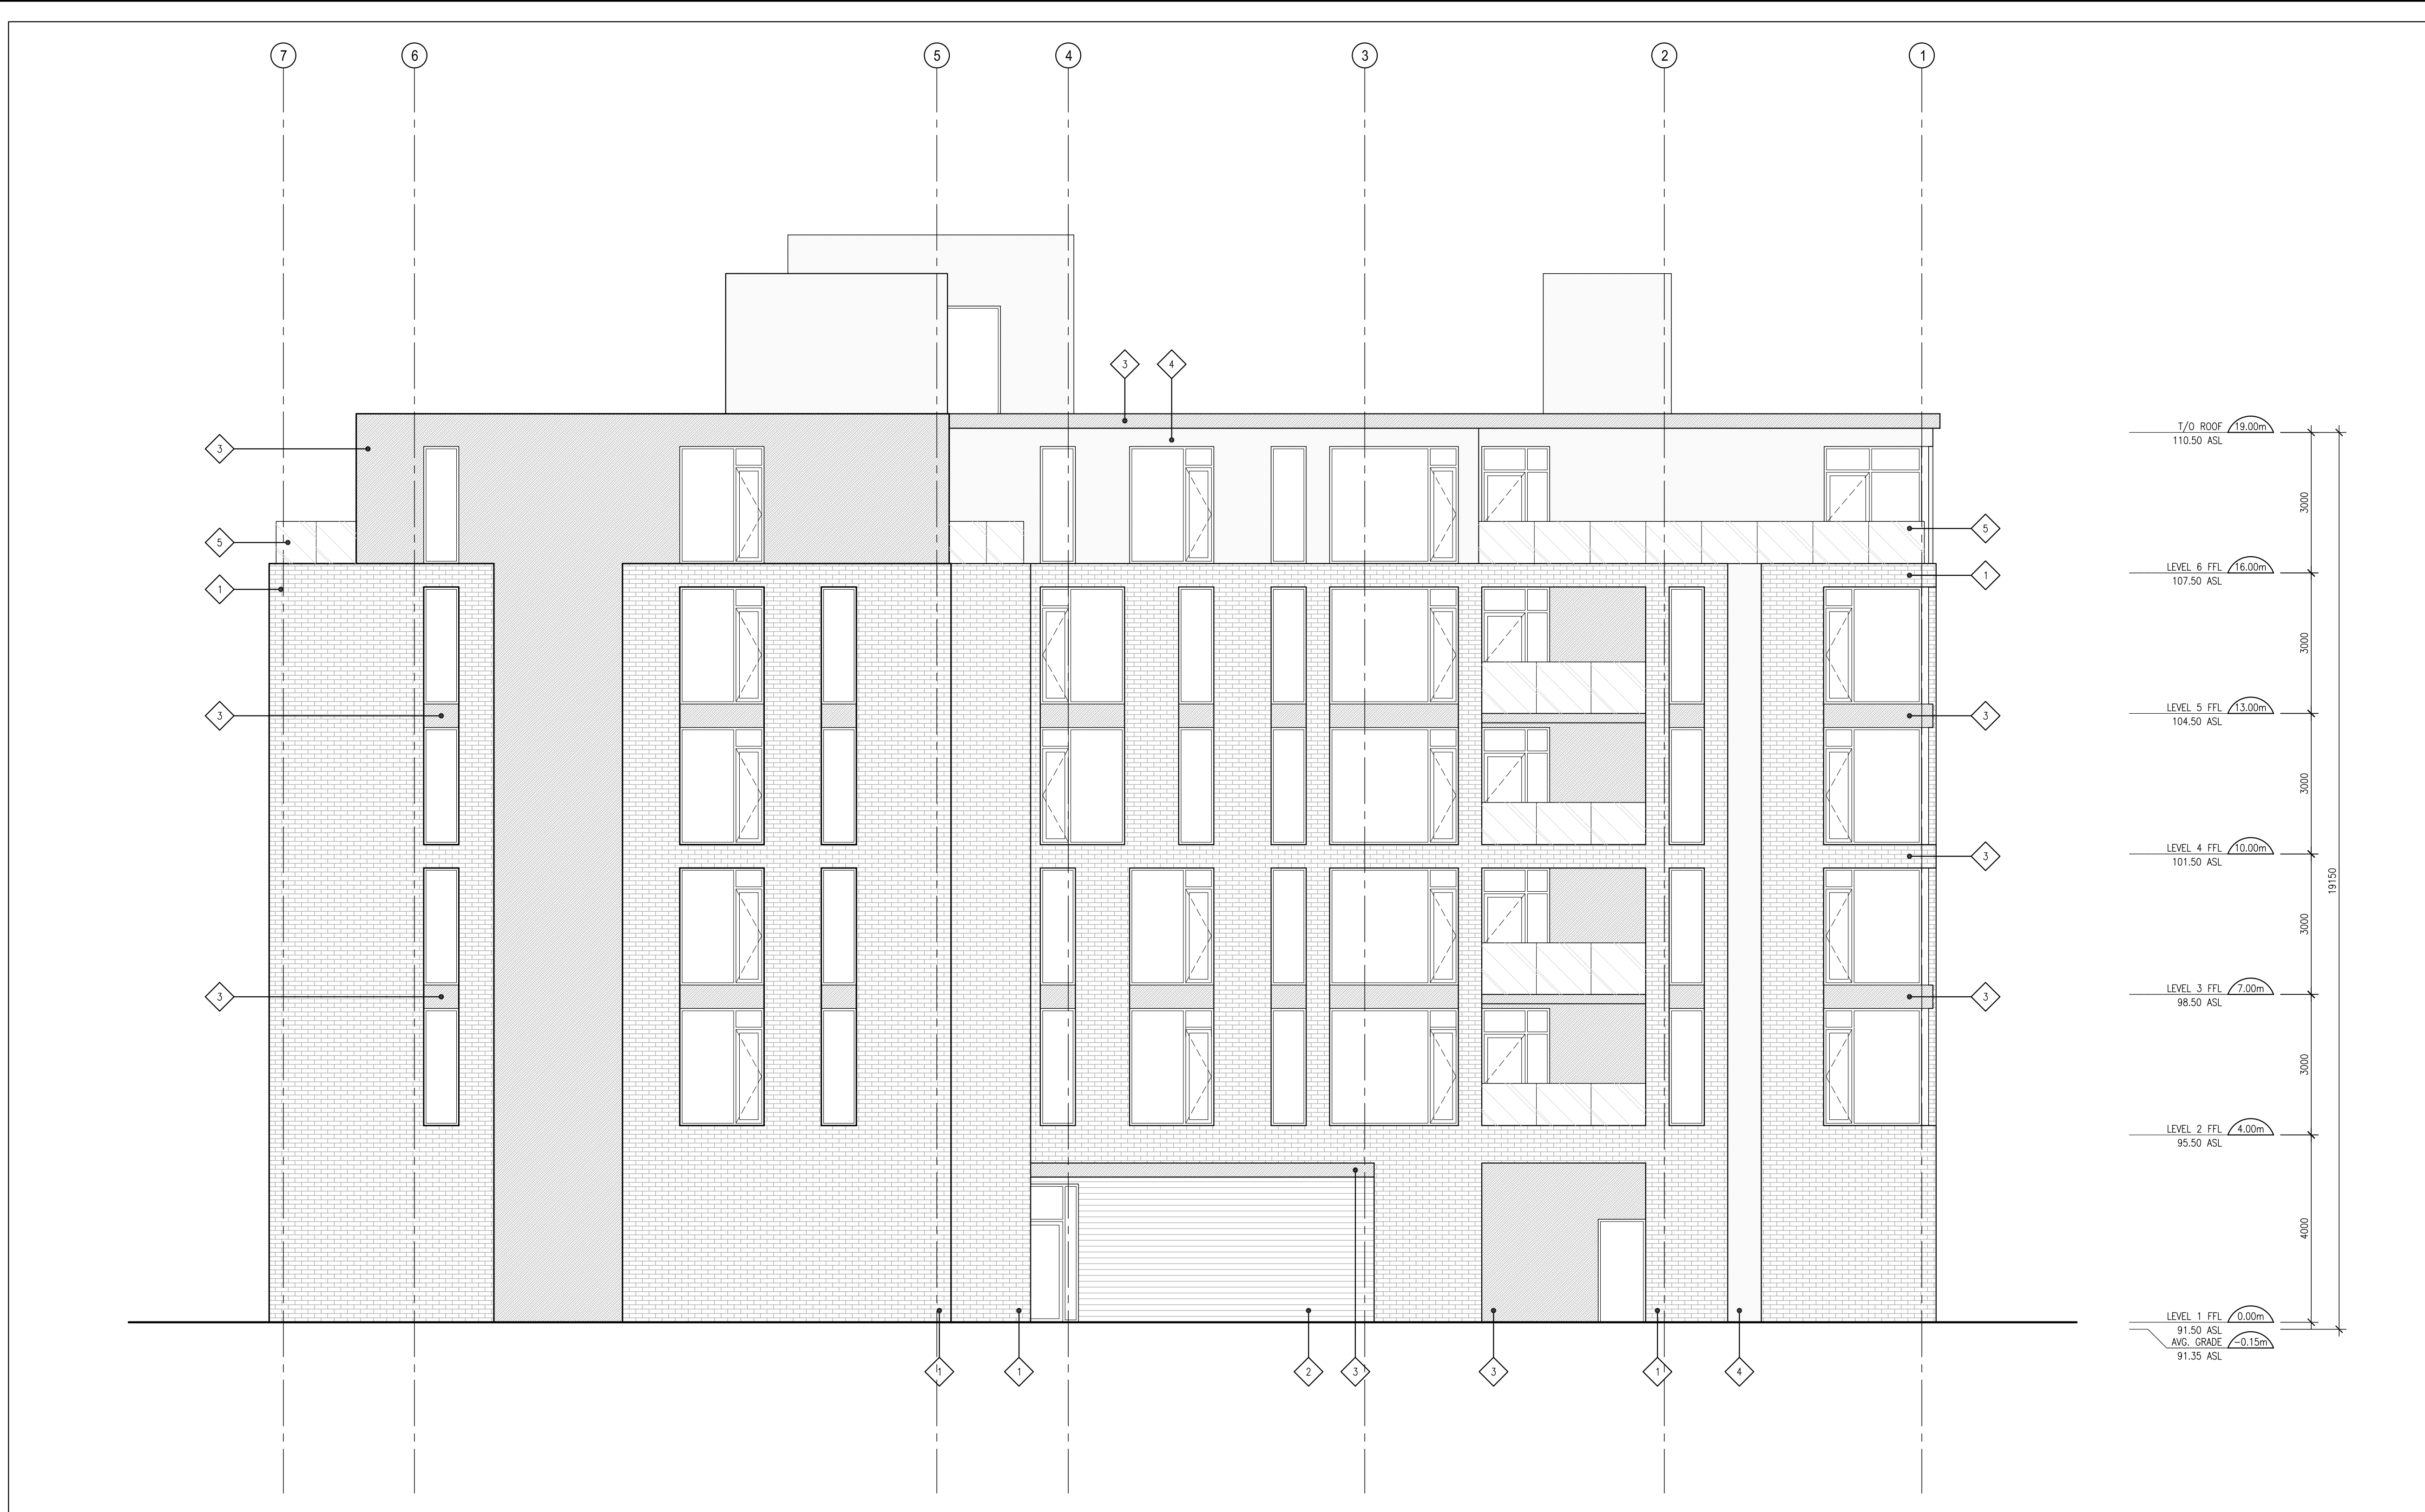 7
6
5
4
3
2
1
3
4
3
5
1
3
3
5
1
3
3
3
1
1
2
3
3
1
4
T/O ROOF 19.00m
110.50 ASL
3000
LEVEL 6 FFL 16.00m
107.50 ASL
3000
LEVEL 5 FFL 13.00m
104.50 ASL
3000
LEVEL 4 FFL 10.00m
101.50 ASL
19150
3000
LEVEL 3 FFL 7.00m
98.50 ASL
3000
LEVEL 2 FFL 4.00m
95.50 ASL
4000
LEVEL 1 FFL 0.00m
91.50 ASL
AVG. GRADE -0.15m
91.35 ASL